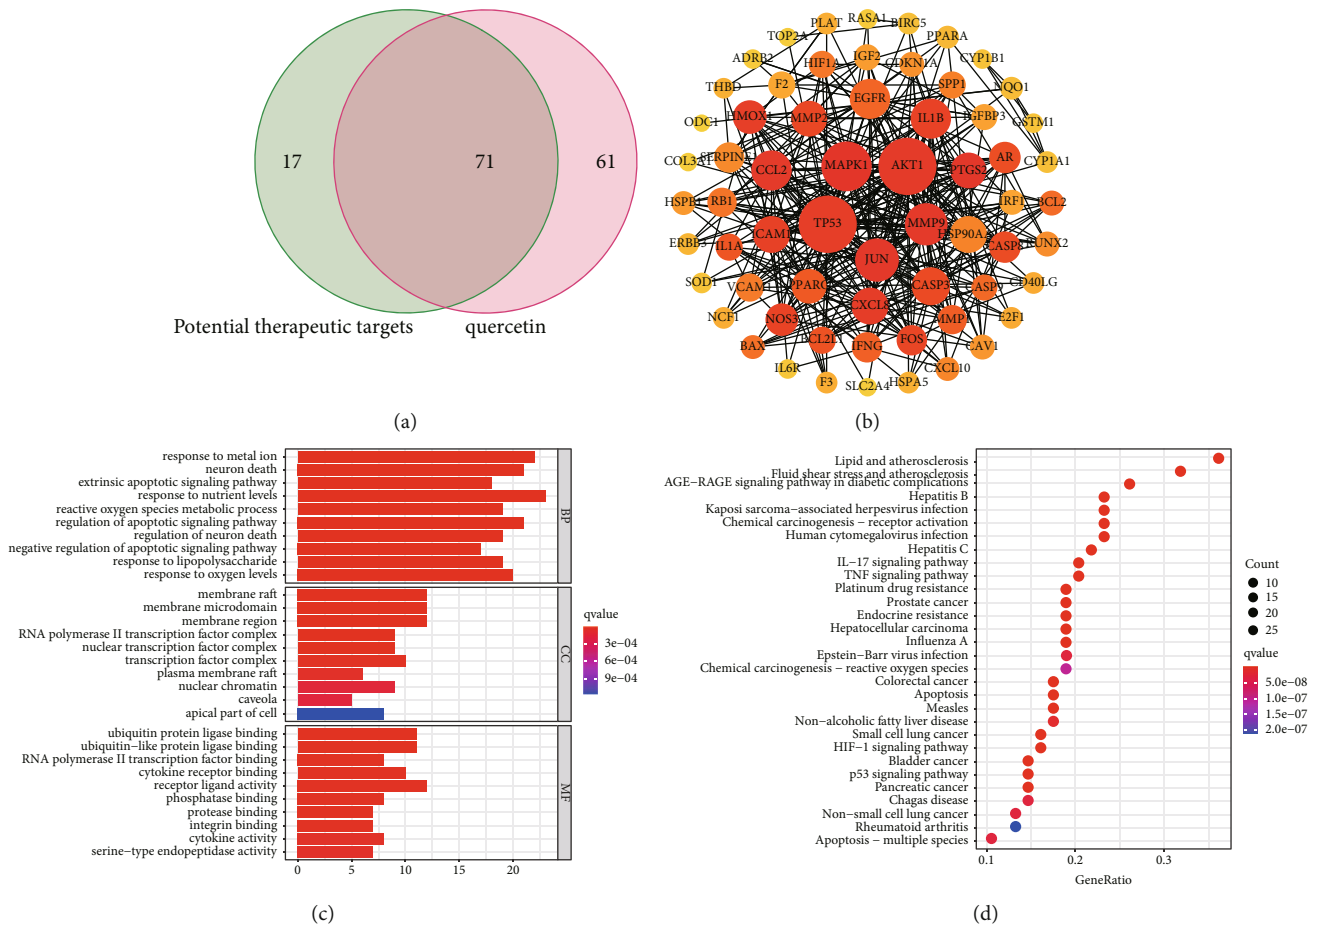 17
71
61
Potential therapeutic targets
quercetin
(a)
RASA1
PLAT
BIRC5
TOP2A
PPARA
ADRB2
HIF1A
IGF2
CDKN1A
CYP1B1
THBD
F2
EGFR
SPP1
NQO1
ODC1
HMOX1
MMP2
IL1B
IGFBP3
GSTM1
COL3A1
SERPINE
CCL2
MAPK1
AKT1
PTGS2
AR
CYP1A1
HSPB1
RB1
TP53
MMP9
IRF1
BCL2
ERBB3
IL1A
ICAM1
JUN
HSP90AA
CASP8
RUNX2
SOD1
VCAM1
PPARG
CXCL8
CASP3
CASP9
CD40LG
NCF1
NOS3
MMP1
E2F1
BAX
BCL2L1
IFNG
FOS
CAV1
IL6R
F3
SLC2A4
HSPA5
CXCL10
(b)
response to metal ion
neuron death
extrinsic apoptotic signaling pathway
response to nutrient levels
reactive oxygen species metabolic process
regulation of apoptotic signaling pathway
regulation of neuron death
negative regulation of apoptotic signaling pathway
response to lipopolysaccharide
response to oxygen levels
BP
membrane raft
membrane microdomain
membrane region
RNA polymerase II transcription factor complex
nuclear transcription factor complex
transcription factor complex
plasma membrane raft
nuclear chromatin
caveola
apical part of cell
CC
ubiquitin protein ligase binding
ubiquitin−like protein ligase binding
RNA polymerase II transcription factor binding
cytokine receptor binding
receptor ligand activity
phosphatase binding
protease binding
integrin binding
cytokine activity
serine−type endopeptidase activity
MF
0 5 10 15 20
qvalue
3e−04
6e−04
9e−04
(c)
Lipid and atherosclerosis
Fluid shear stress and atherosclerosis
AGE−RAGE signaling pathway in diabetic complications
Hepatitis B
Kaposi sarcoma−associated herpesvirus infection
Chemical carcinogenesis − receptor activation
Human cytomegalovirus infection
Hepatitis C
IL−17 signaling pathway
TNF signaling pathway
Platinum drug resistance
Prostate cancer
Endocrine resistance
Hepatocellular carcinoma
Influenza A
Epstein−Barr virus infection
Chemical carcinogenesis − reactive oxygen species
Colorectal cancer
Apoptosis
Measles
Non−alcoholic fatty liver disease
Small cell lung cancer
HIF−1 signaling pathway
Bladder cancer
p53 signaling pathway
Pancreatic cancer
Chagas disease
Non−small cell lung cancer
Rheumatoid arthritis
Apoptosis − multiple species
0.1 0.2 0.3
GeneRatio
Count
10
15
20
25
qvalue
5.0e−08
1.0e−07
1.5e−07
2.0e−07
(d)